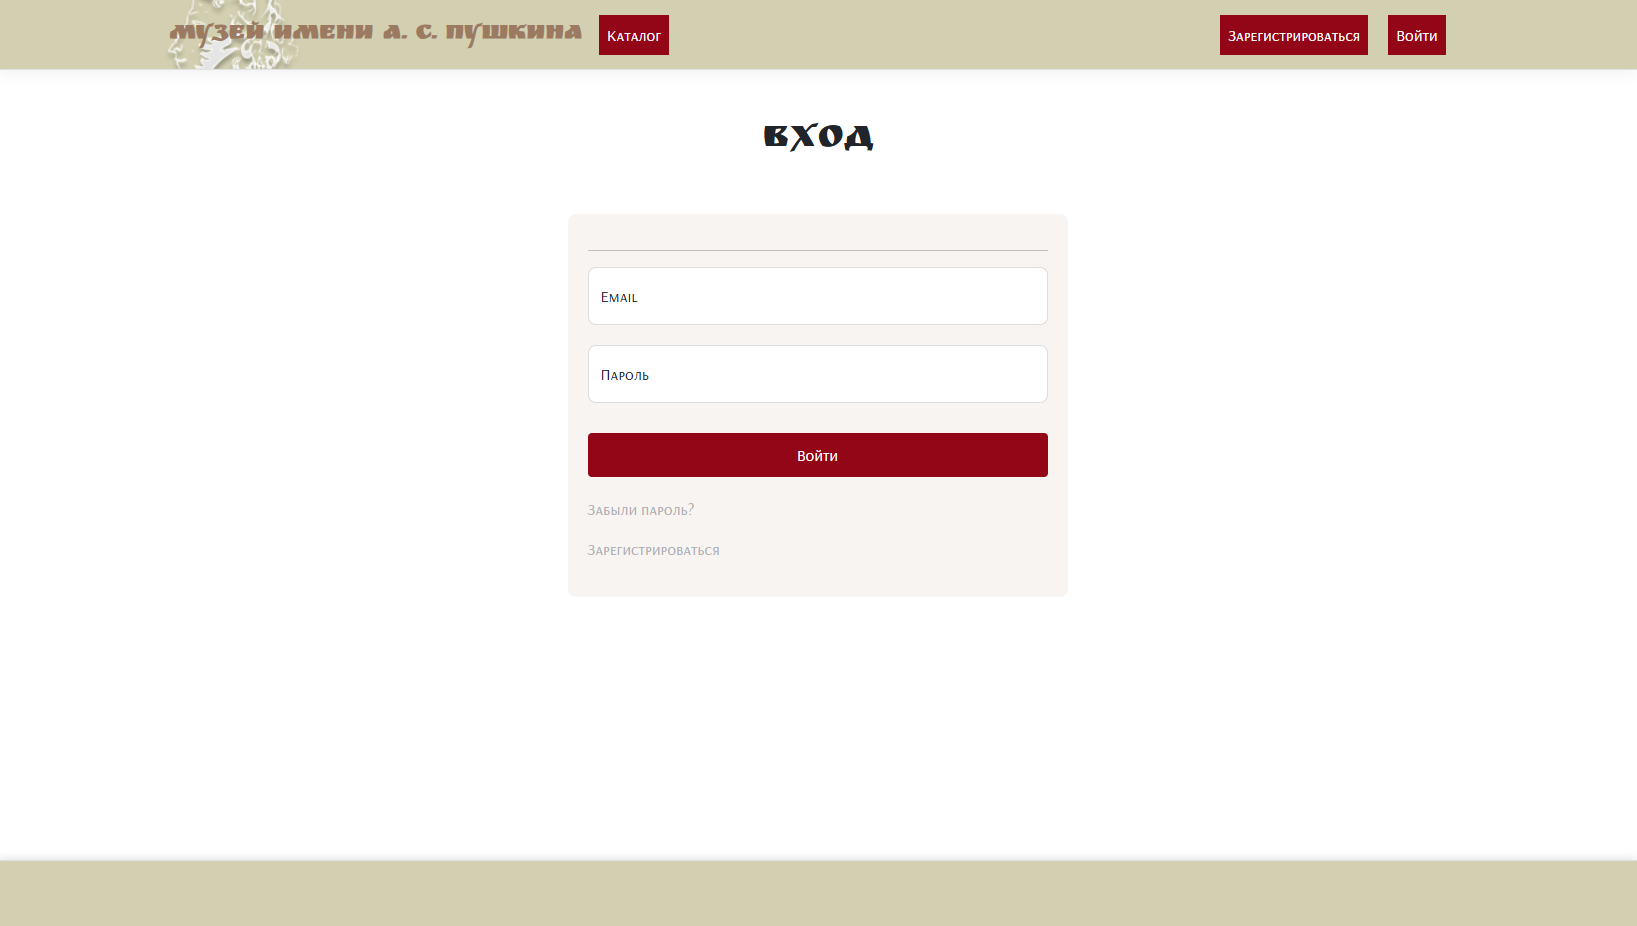 Музей имени А. С. Пушкина
Каталог
Зарегистрироваться
Войти
Вход
Email
Пароль
Войти
Забыли пароль?
Зарегистрироваться